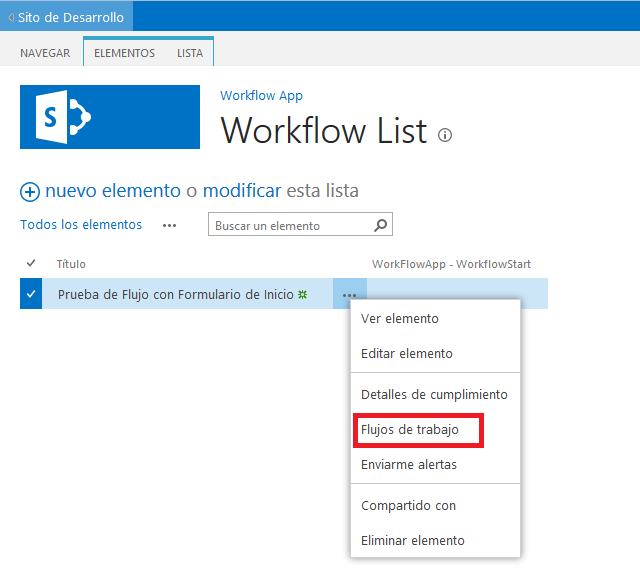 Sito de Desarrollo
NAVEGAR ELEMENTOS LISTA
S
Workflow App
Workflow List
nuevo elemento o modificar esta lista
Todos los elementos ••• Buscar un elemento
Título WorkFlowApp - WorkflowStart
Prueba de Flujo con Formulario de Inicio •••
Ver elemento
Editar elemento
Detalles de cumplimiento
Flujos de trabajo
Enviarme alertas
Compartido con
Eliminar elemento